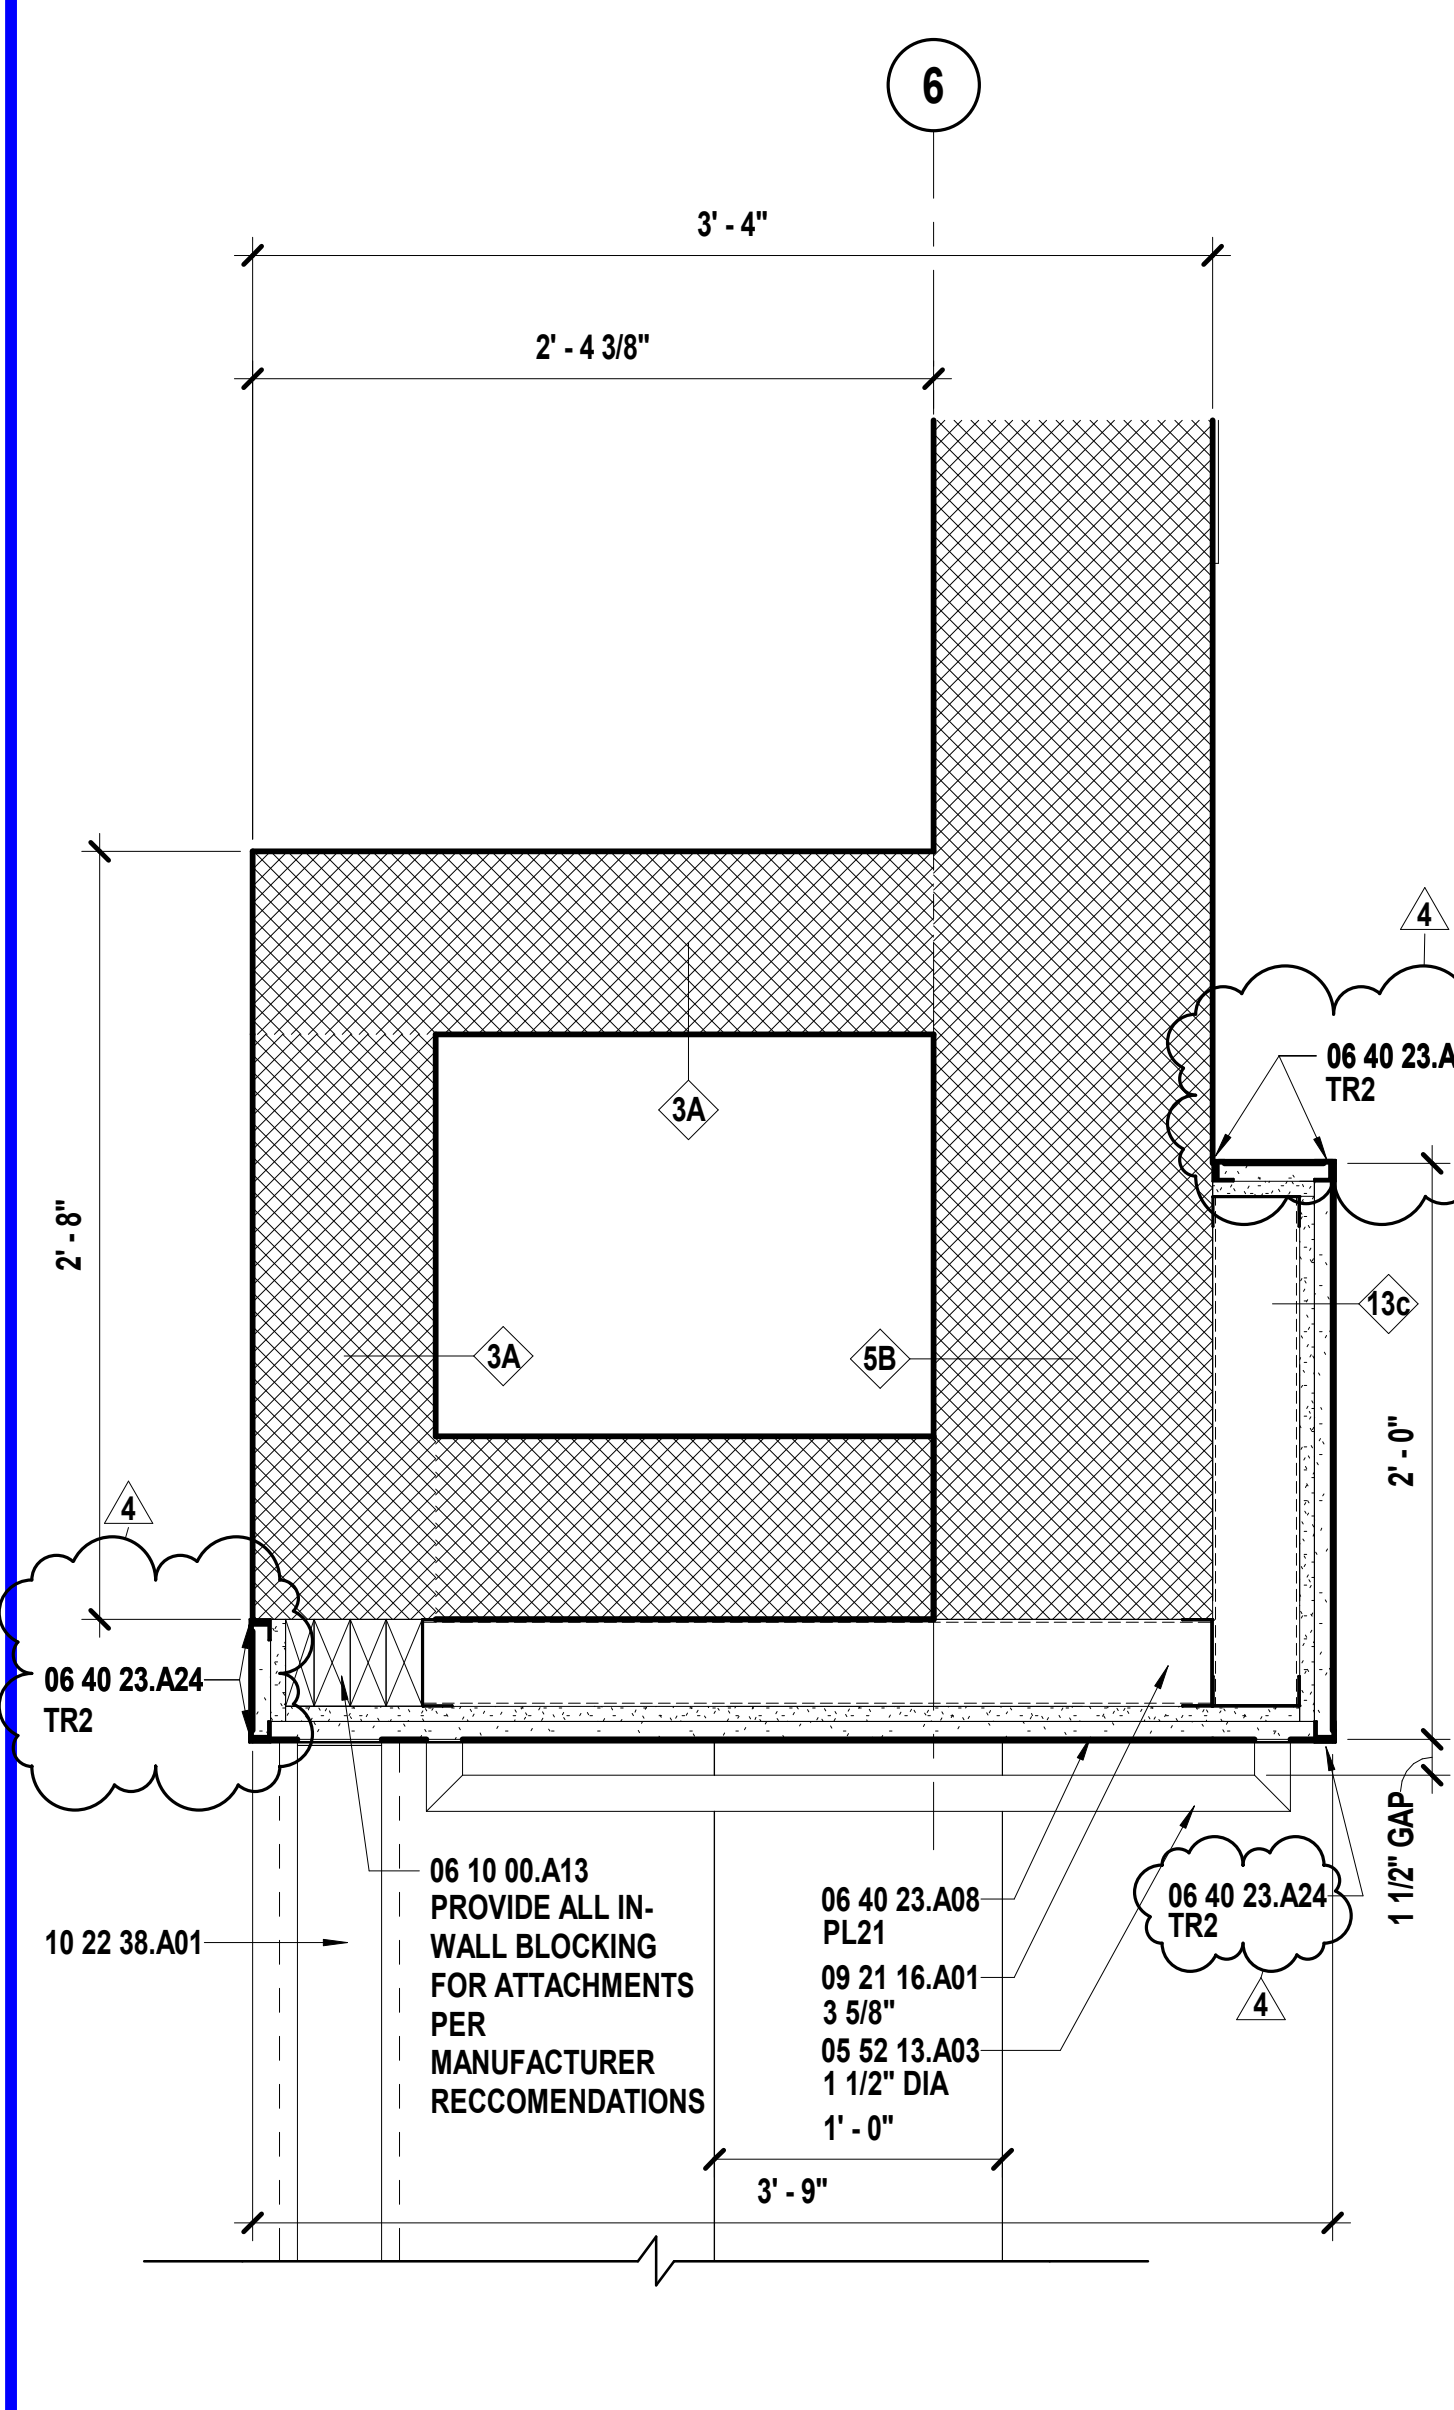 6
3' - 4"
2' - 4 3/8"
4
06 40 23.A
TR2
3A
2' - 8"
13c
3A
5B
2' - 0"
4
06 40 23.A24
TR2
1 1/2" GAP
06 10 00.A13
PROVIDE ALL IN-
WALL BLOCKING
FOR ATTACHMENTS
PER
MANUFACTURER
RECCOMENDATIONS
06 40 23.A08
PL21
06 40 23.A24
TR2
10 22 38.A01
09 21 16.A01
3 5/8"
4
05 52 13.A03
1 1/2" DIA
1' - 0"
3' - 9"